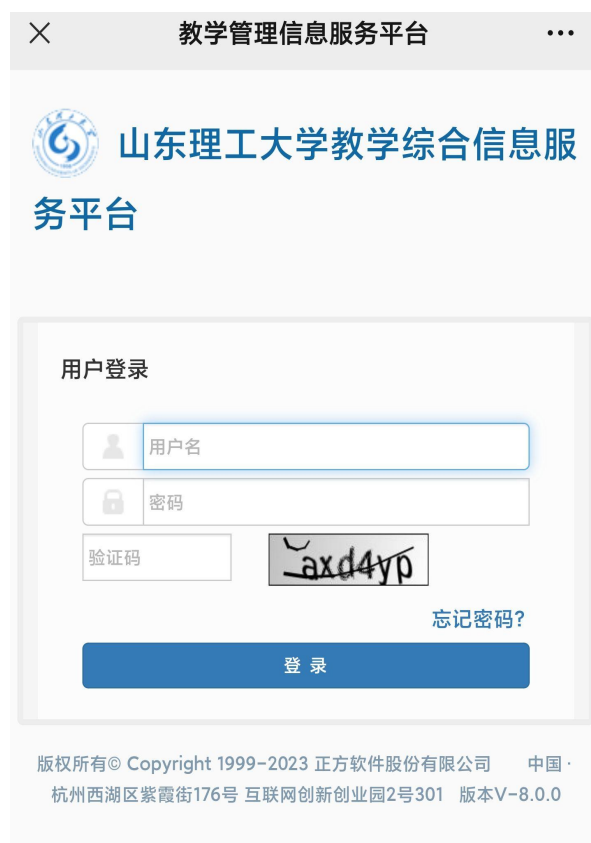 教学管理信息服务平台
山东理工大学教学综合信息服
务平台
用户登录
用户名
密码
验证码
axd4yp
忘记密码?
登 录
版权所有© Copyright 1999-2023 正方软件股份有限公司 中国·
杭州西湖区紫霞街176号 互联网创新创业园2号301 版本V-8.0.0